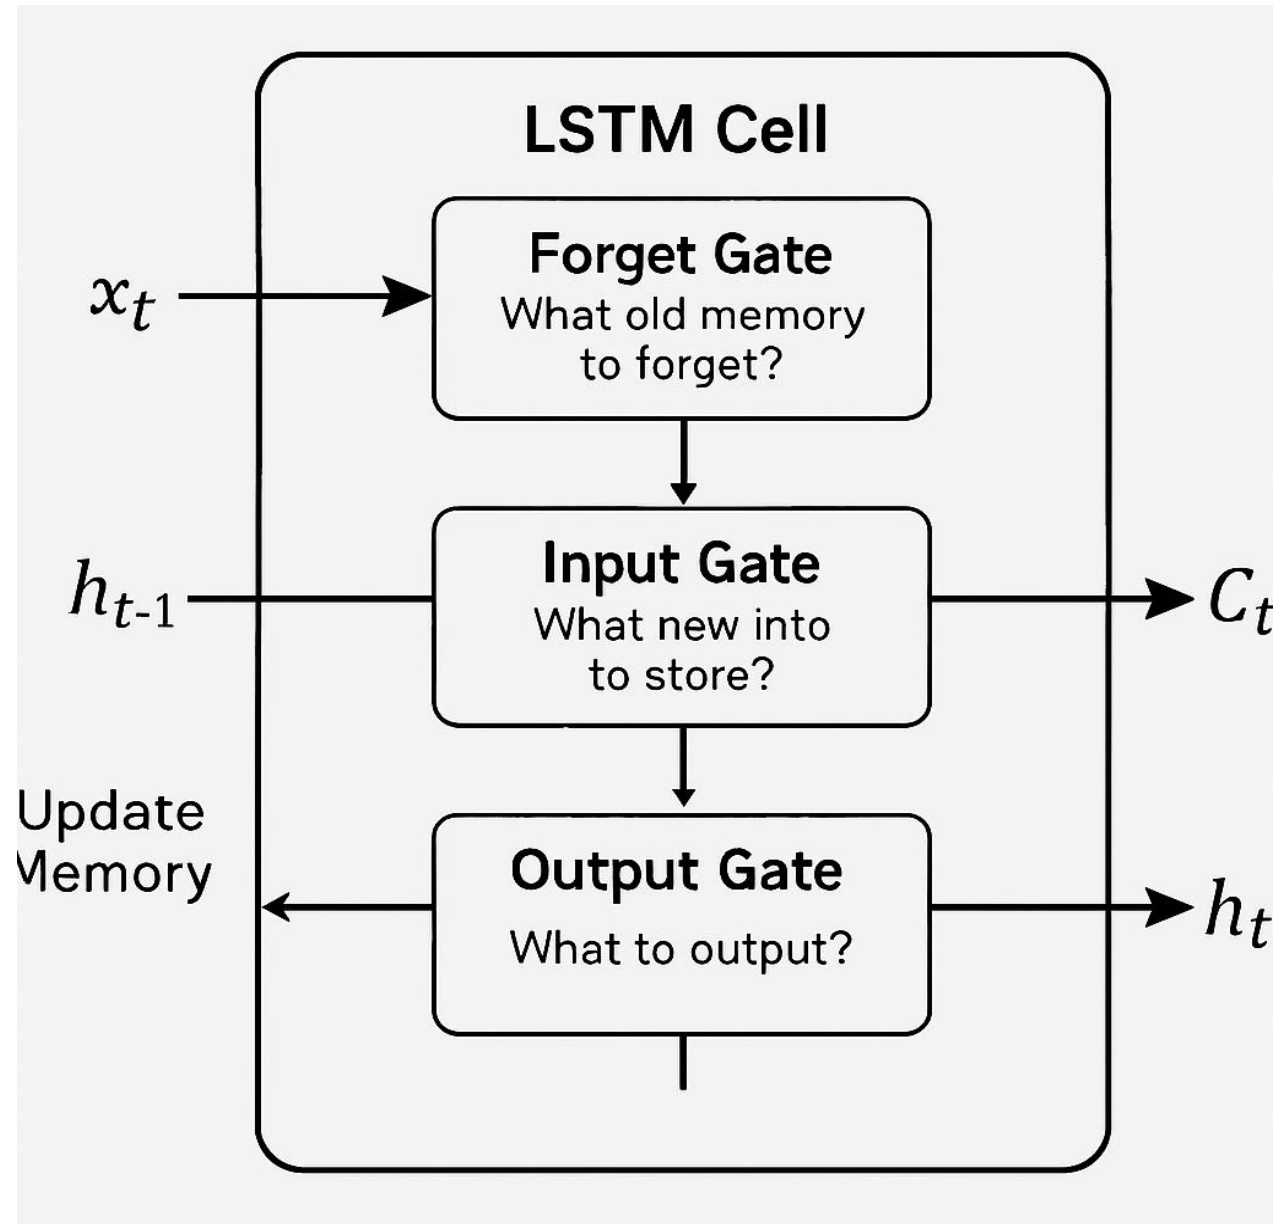 LSTM Cell
Forget Gate
What old memory
to forget?
x_t
Input Gate
What new into
to store?
h_{t-1}
C_t
Update
Memory
Output Gate
What to output?
h_t